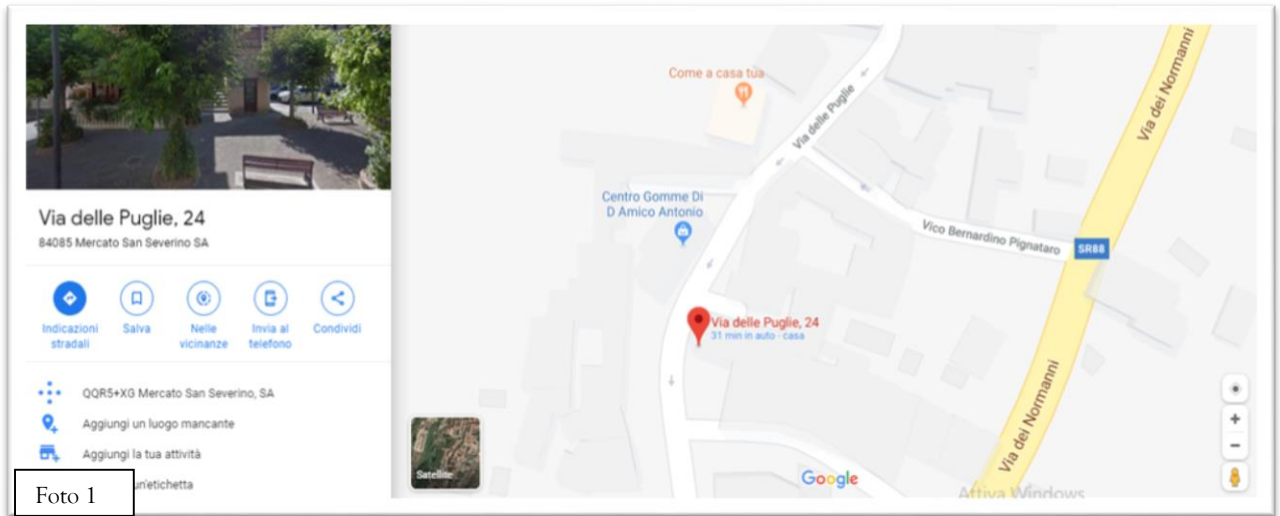 Via delle Puglie, 24
84085 Mercato San Severino SA
Indicazioni
stradali
Salva
Nelle
vicinanze
Invia al
telefono
Condividi
QQR5+XG Mercato San Severino, SA
Aggiungi un luogo mancante
Aggiungi la tua attività
un'etichetta
Foto 1
Come a casa tua
Via delle Puglie
Via dei Normanni
Centro Gomme Di
D Amico Antonio
Vico Bernardino Pignataro
SR88
Via delle Puglie, 24
31 min in auto - casa
Via dei Normanni
Satellite
Google
Attiva Windows